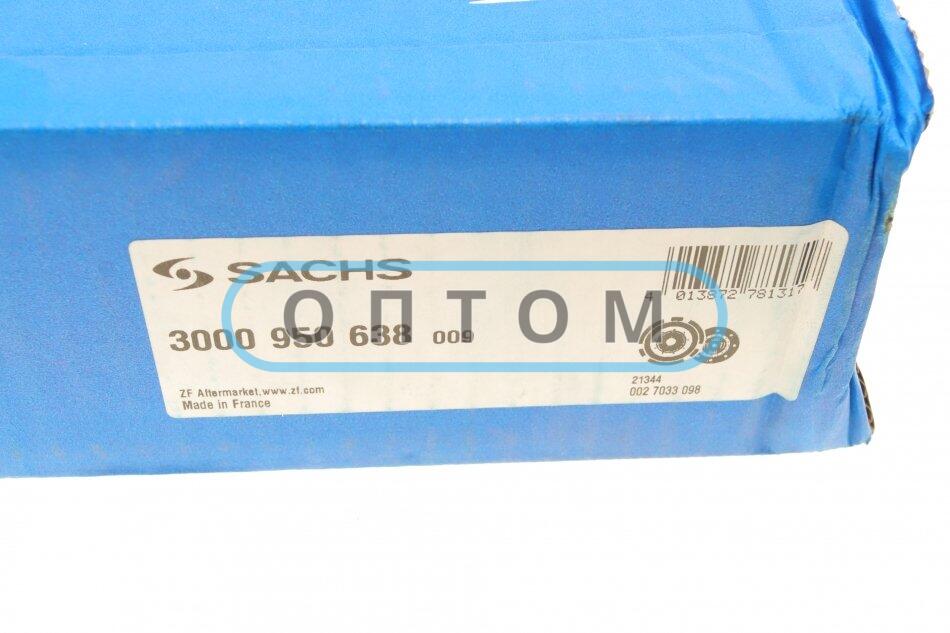 SACHS
4 013872 781317
ОПТОМ
3000 950 638 009
21344
002 7033 098
ZF Aftermarket,www.zf.com
Made in France